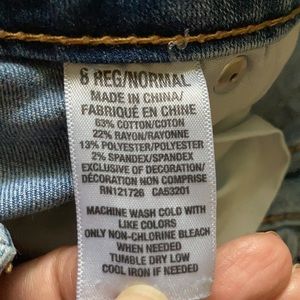 6 REG/NORMAL
MADE IN CHINA/
FABRIQUÉ EN CHINE
63% COTTON/COTON
22% RAYON/RAYONNE
13% POLYESTER/POLYESTER
2% SPANDEX/SPANDEX
EXCLUSIVE OF DECORATION/
DÉCORATION NON COMPRISE
RN121726 CA53201
MACHINE WASH COLD WITH
LIKE COLORS
ONLY NON-CHLORINE BLEACH
WHEN NEEDED
TUMBLE DRY LOW
COOL IRON IF NEEDED